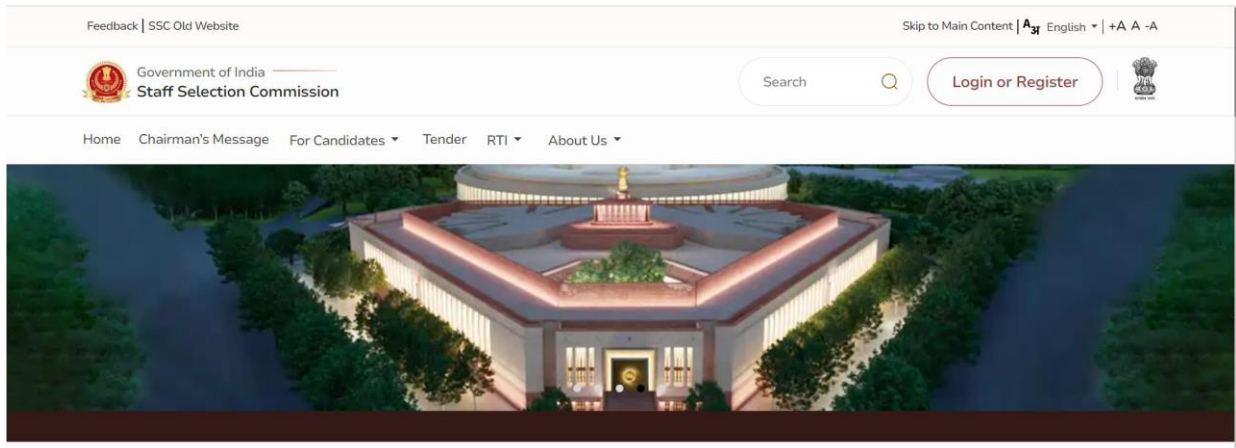 Feedback | SSC Old Website
Skip to Main Content | Aअ English | +A A -A
Government of India
Staff Selection Commission
Search
Login or Register
Home Chairman's Message For Candidates Tender RTI About Us